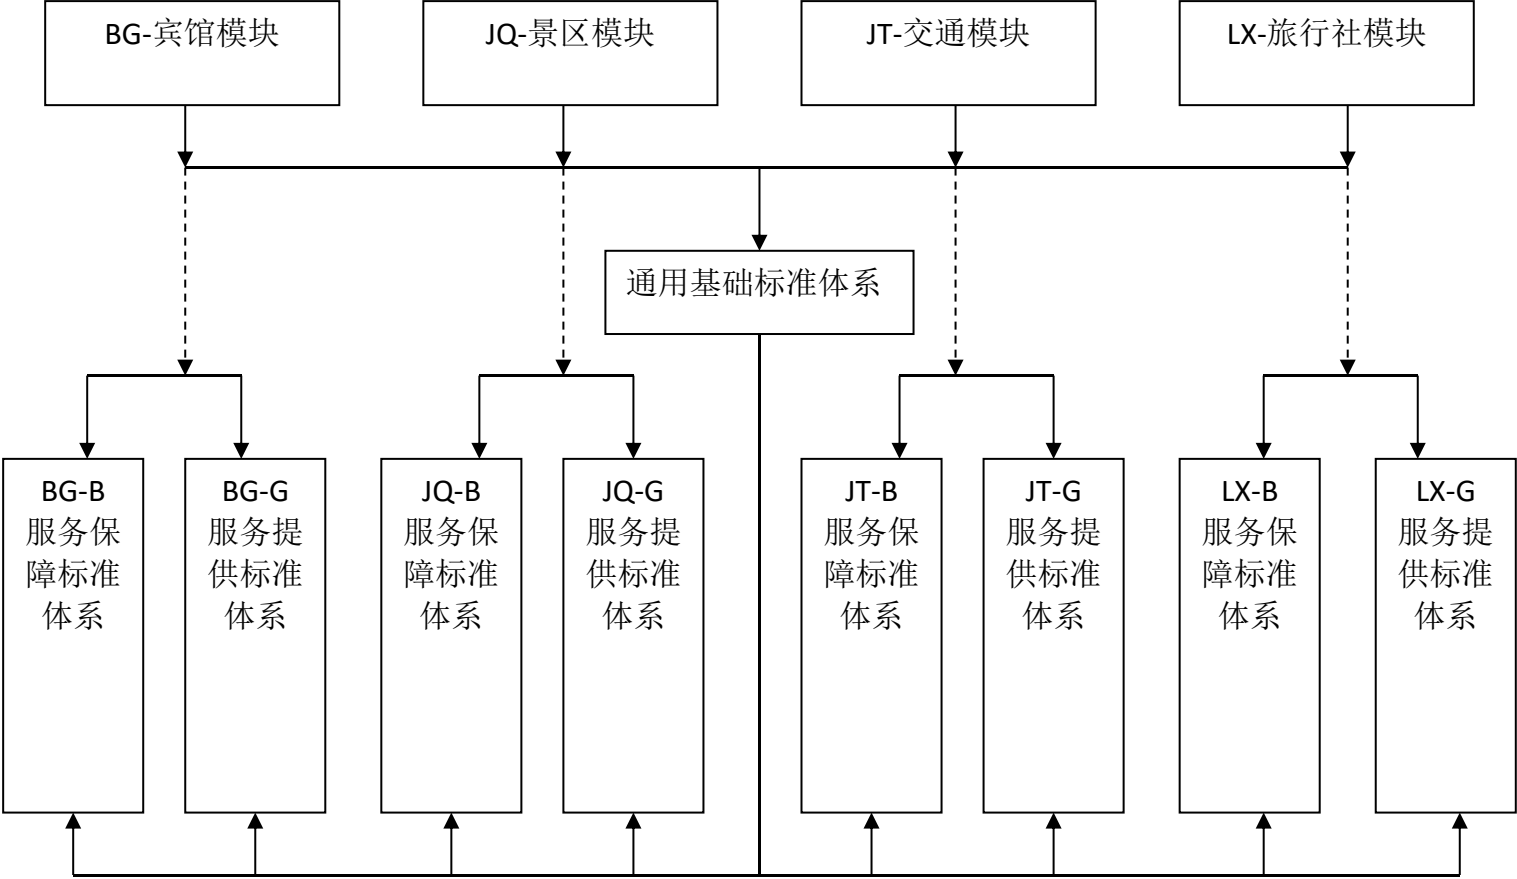 BG-宾馆模块
JQ-景区模块
JT-交通模块
LX-旅行社模块
通用基础标准体系
BG-B
服务保
障标准
体系
BG-G
服务提
供标准
体系
JQ-B
服务保
障标准
体系
JQ-G
服务提
供标准
体系
JT-B
服务保
障标准
体系
JT-G
服务提
供标准
体系
LX-B
服务保
障标准
体系
LX-G
服务提
供标准
体系